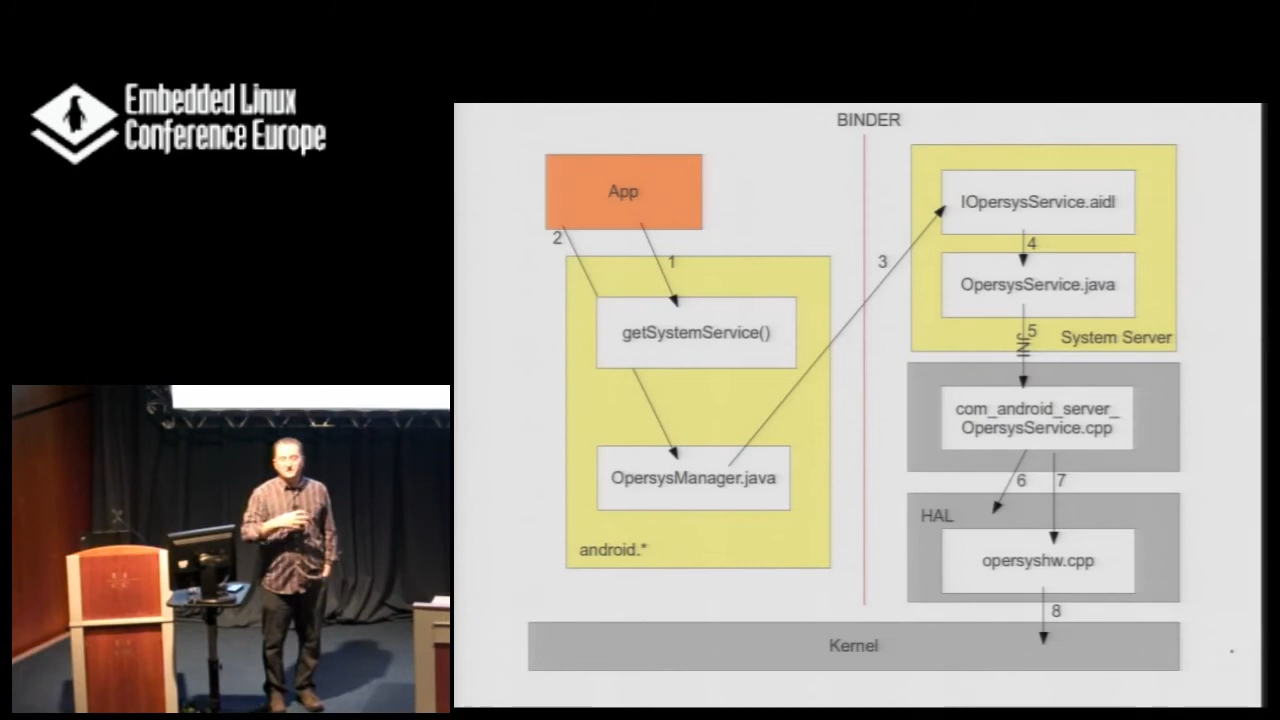 Embedded Linux
Conference Europe
BINDER
App
2
1
getSystemService()
OpersysManager.java
android.*
3
IOpersysService.aidl
4
OpersysService.java
5
JNI
System Server
com_android_server_
OpersysService.cpp
6
7
HAL
opersyshw.cpp
8
Kernel